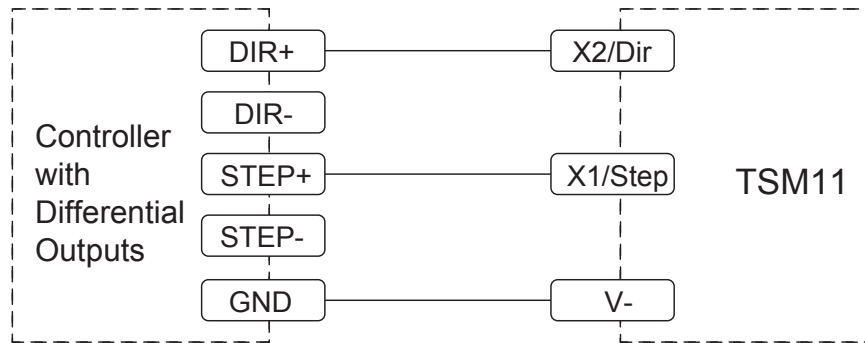 DIR+
X2/Dir
DIR-
Controller
with
Differential
Outputs
STEP+
X1/Step
TSM11
STEP-
GND
V-